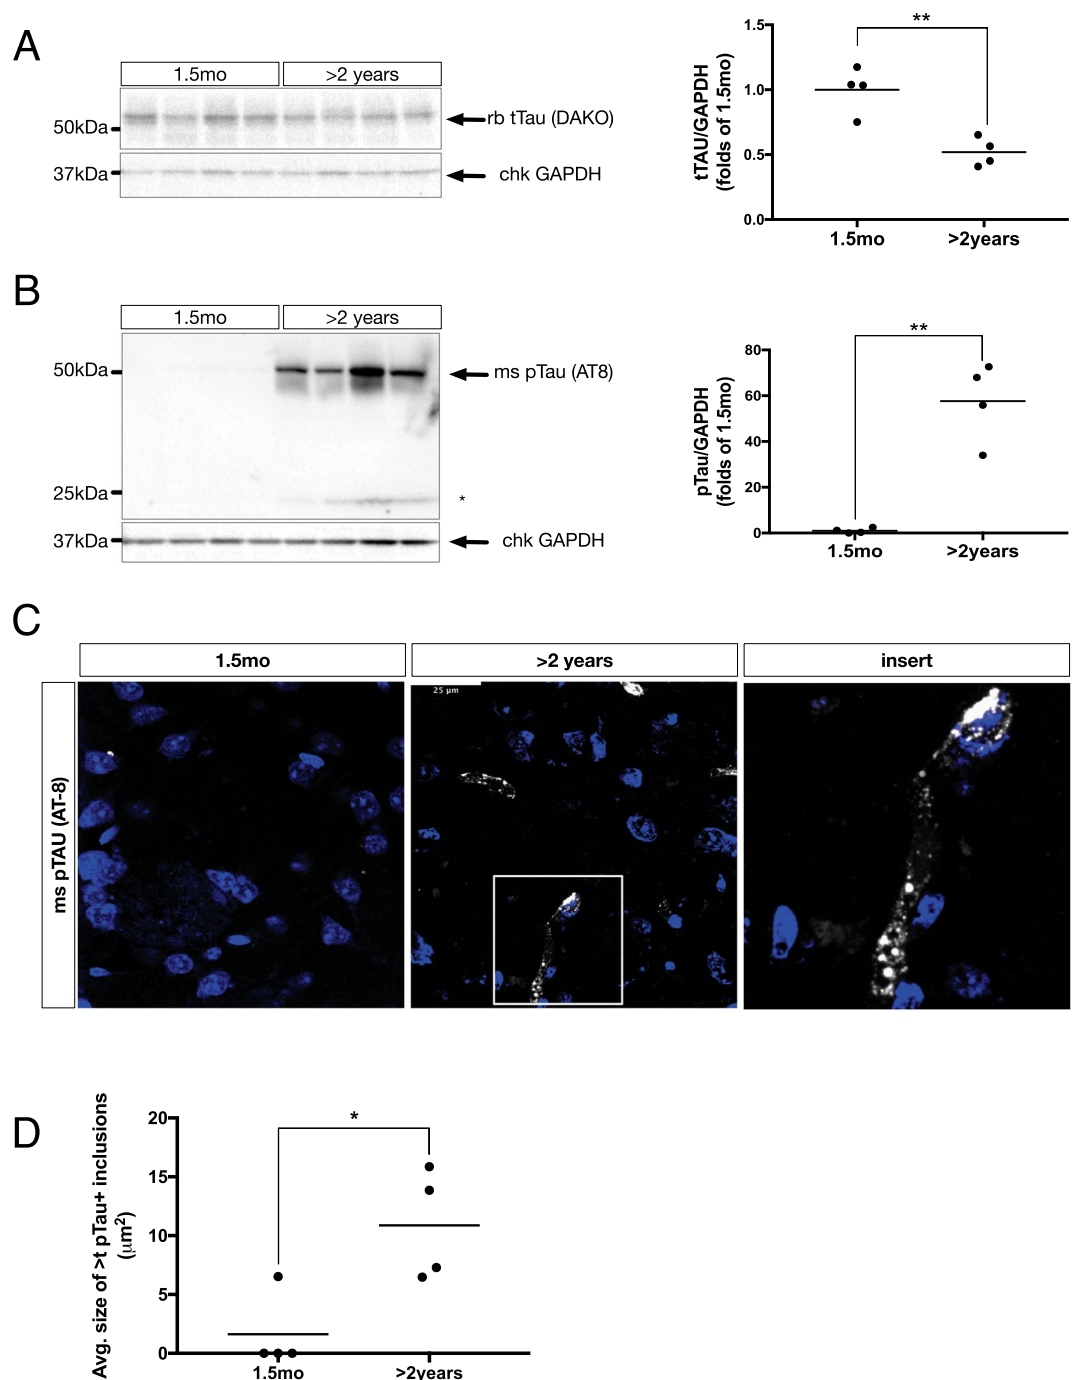 A
1.5mo >2 years
50kDa
rb tTau (DAKO)
37kDa
chk GAPDH
tTAU/GAPDH
(folds of 1.5mo)
**
1.5
1.0
0.5
0.0
1.5mo >2years
B
1.5mo >2 years
50kDa
ms pTau (AT8)
25kDa
*
37kDa
chk GAPDH
pTau/GAPDH
(folds of 1.5mo)
**
80
60
40
20
0
1.5mo >2years
C
1.5mo >2 years insert
ms pTAU (AT-8)
25 µm
D
Avg. size of >t pTau+ inclusions
(µm²)
*
20
15
10
5
0
1.5mo >2years